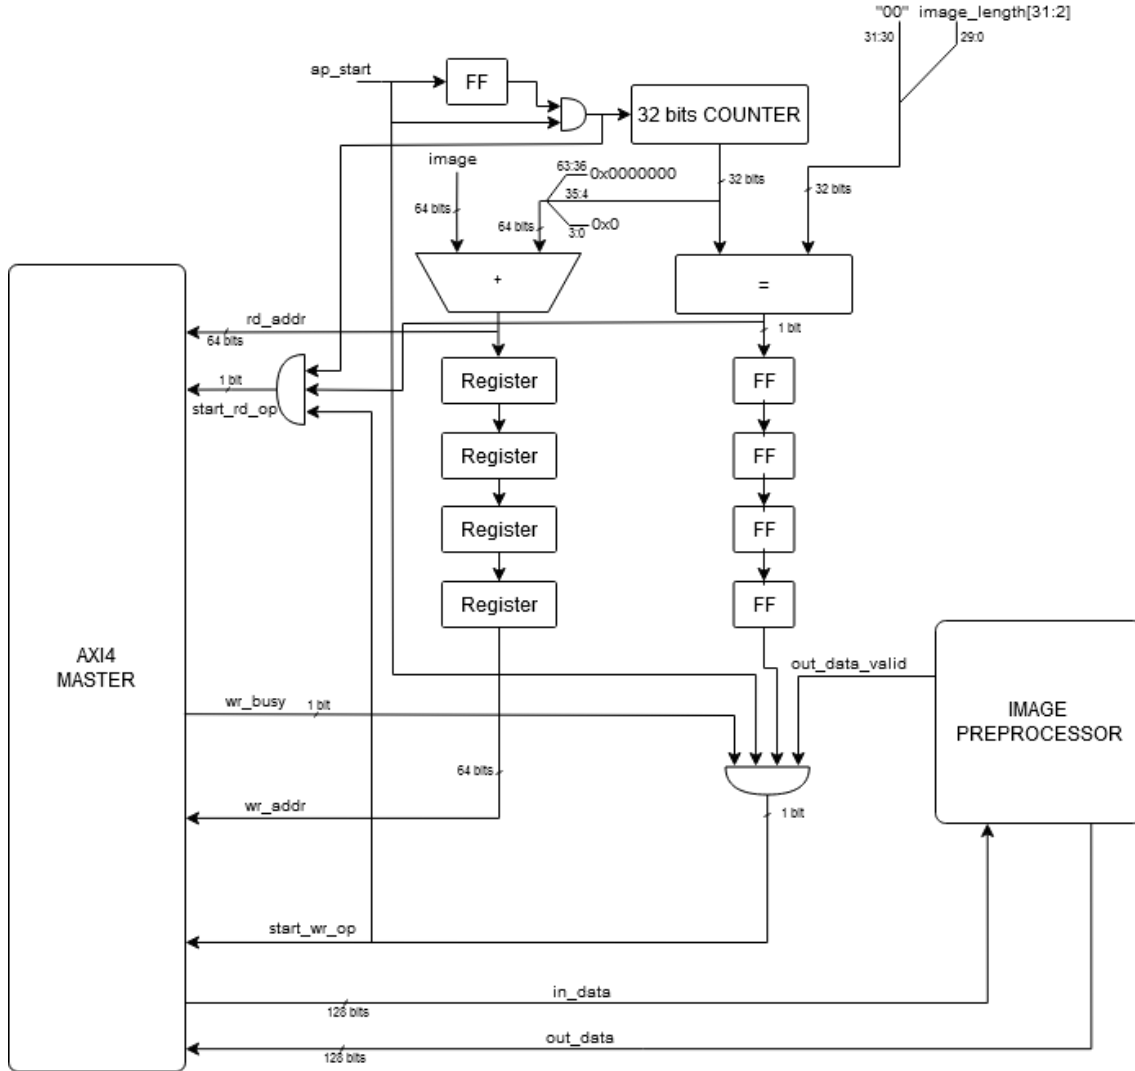 "00" image_length[31:2]
31:30
29:0
ap_start
FF
32 bits COUNTER
image
63:36
0x0000000
35:4
32 bits
32 bits
64 bits
64 bits
3:0
0x0
+
=
rd_addr
64 bits
1 bit
1 bit
start_rd_op
Register
FF
Register
FF
Register
FF
Register
FF
AXI4
MASTER
out_data_valid
wr_busy
1 bit
IMAGE
PREPROCESSOR
64 bits
wr_addr
1 bit
start_wr_op
in_data
128 bits
out_data
128 bits